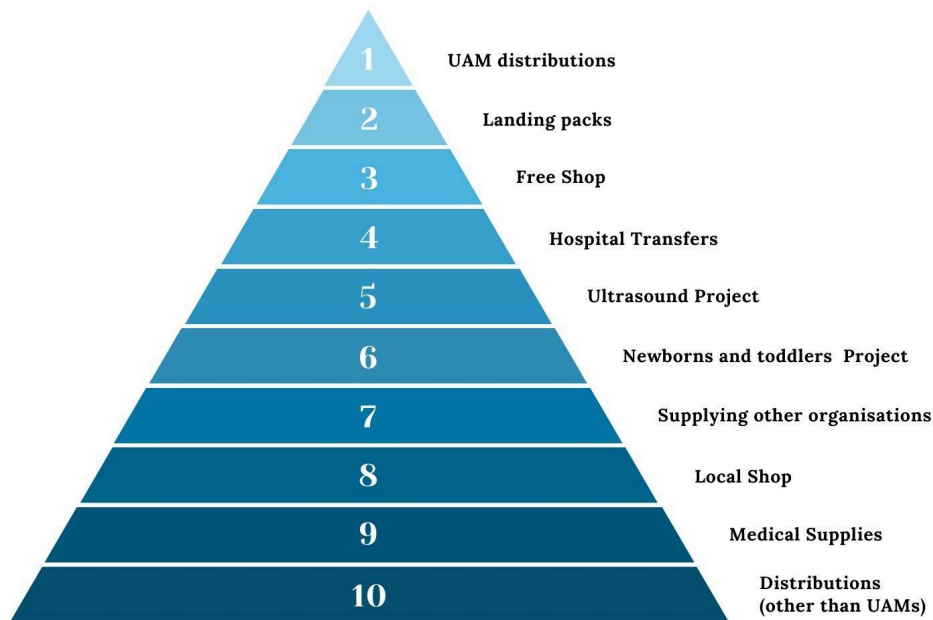 1 UAM distributions
2 Landing packs
3 Free Shop
4 Hospital Transfers
5 Ultrasound Project
6 Newborns and toddlers Project
7 Supplying other organisations
8 Local Shop
9 Medical Supplies
10 Distributions
(other than UAMs)